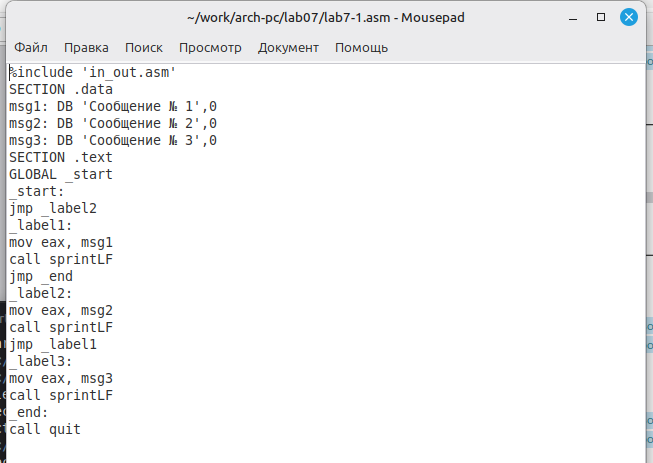 ~/work/arch-pc/lab07/lab7-1.asm - Mousepad
Файл Правка Поиск Просмотр Документ Помощь
%include 'in_out.asm'
SECTION .data
msg1: DB 'Сообщение № 1',0
msg2: DB 'Сообщение № 2',0
msg3: DB 'Сообщение № 3',0
SECTION .text
GLOBAL _start
_start:
jmp _label2
_label1:
mov eax, msg1
call sprintLF
jmp _end
_label2:
mov eax, msg2
call sprintLF
jmp _label1
_label3:
mov eax, msg3
call sprintLF
_end:
call quit